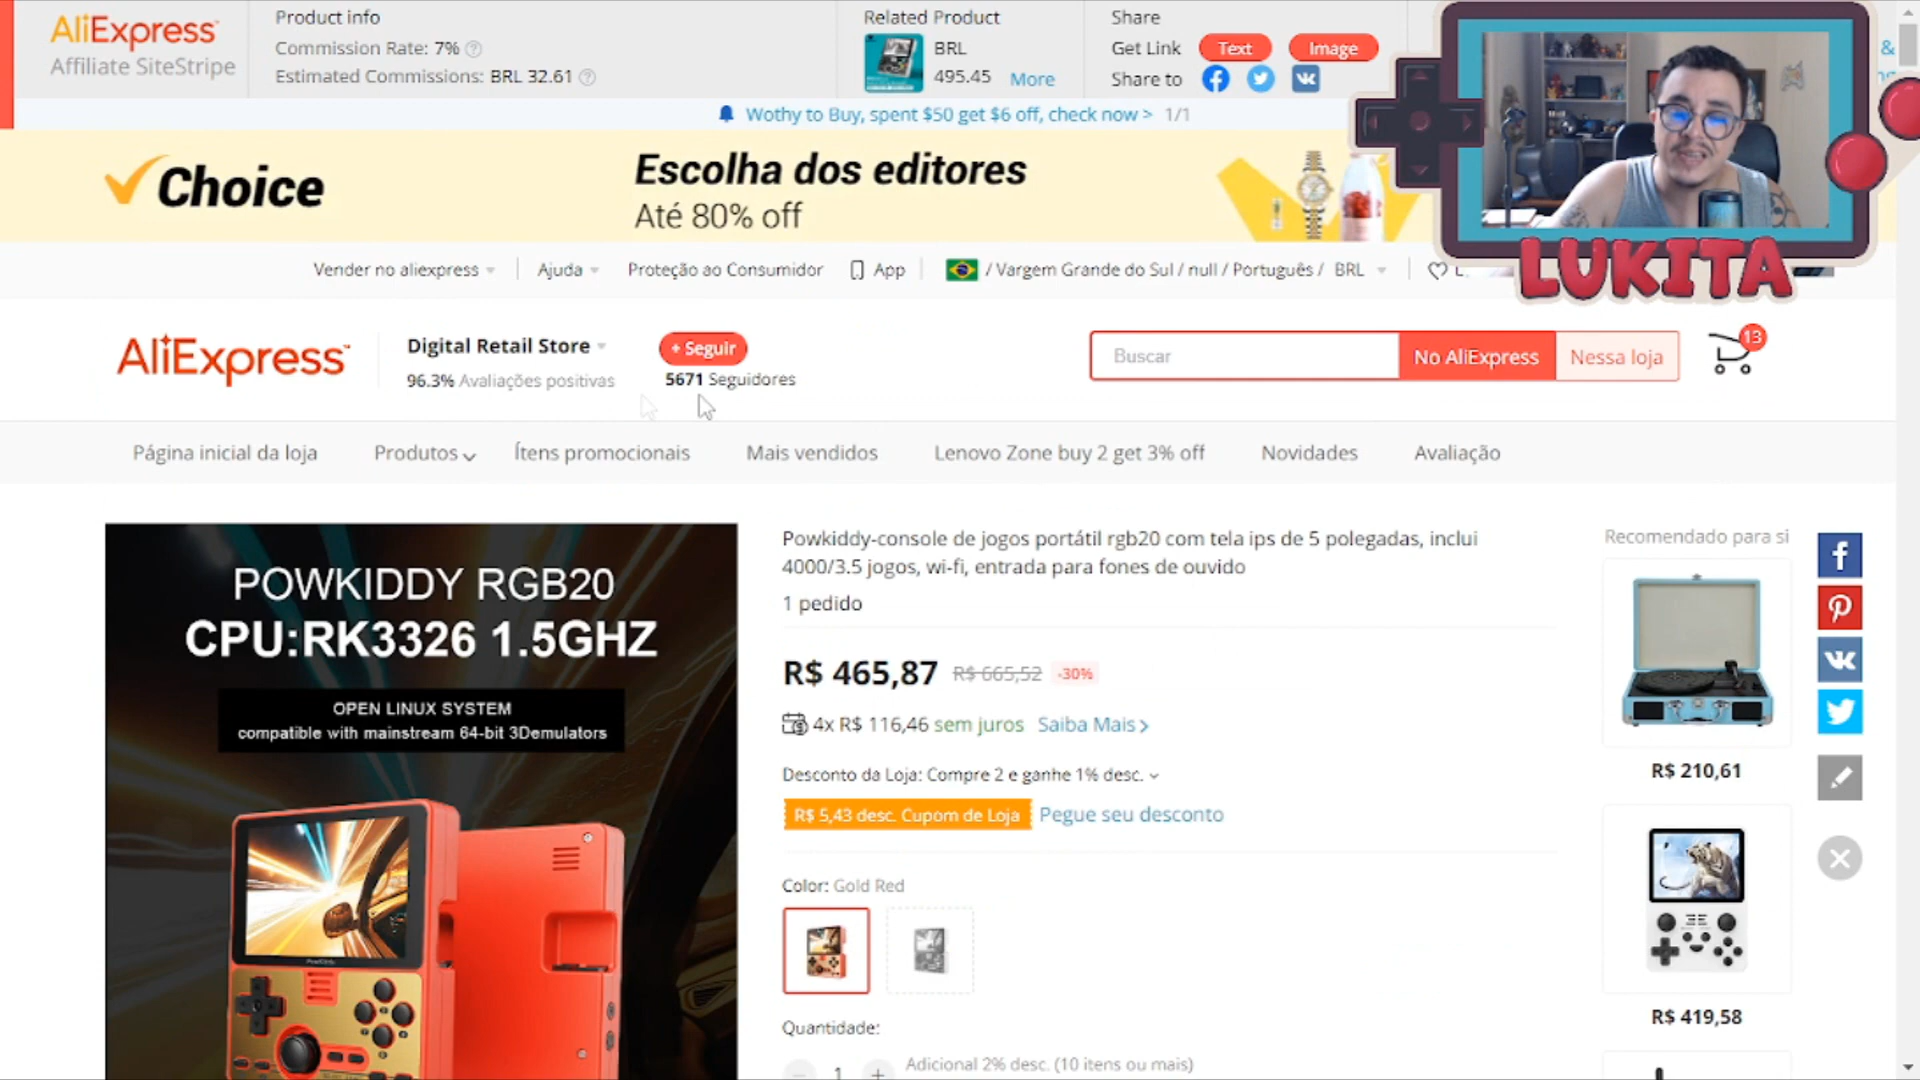 AliExpress
Affiliate SiteStripe
Product info
Commission Rate: 7%
Estimated Commissions: BRL 32.61
Related Product
BRL
495.45 More
Share
Get Link Text Image
Share to
&
Wothy to Buy, spent $50 get $6 off, check now > 1/1
Choice
Escolha dos editores
Até 80% off
LUKITA
Vender no aliexpress
Ajuda
Proteção ao Consumidor
App
/ Vargem Grande do Sul / null / Português / BRL
AliExpress
Digital Retail Store
96.3% Avaliações positivas
+ Seguir
5671 Seguidores
Buscar
No AliExpress
Nessa loja
13
Página inicial da loja
Produtos
Ítens promocionais
Mais vendidos
Lenovo Zone buy 2 get 3% off
Novidades
Avaliação
POWKIDDY RGB20
CPU:RK3326 1.5GHZ
OPEN LINUX SYSTEM
compatible with mainstream 64-bit 3Demulators
PowKiddy
Powkiddy-console de jogos portátil rgb20 com tela ips de 5 polegadas, inclui
4000/3.5 jogos, wi-fi, entrada para fones de ouvido
1 pedido
R$ 465,87 R$ 665,52 -30%
4x R$ 116,46 sem juros Saiba Mais
Desconto da Loja: Compre 2 e ganhe 1% desc.
R$ 5,43 desc. Cupom de Loja Pegue seu desconto
Color: Gold Red
Quantidade:
1
Adicional 2% desc. (10 itens ou mais)
Recomendado para si
R$ 210,61
R$ 419,58